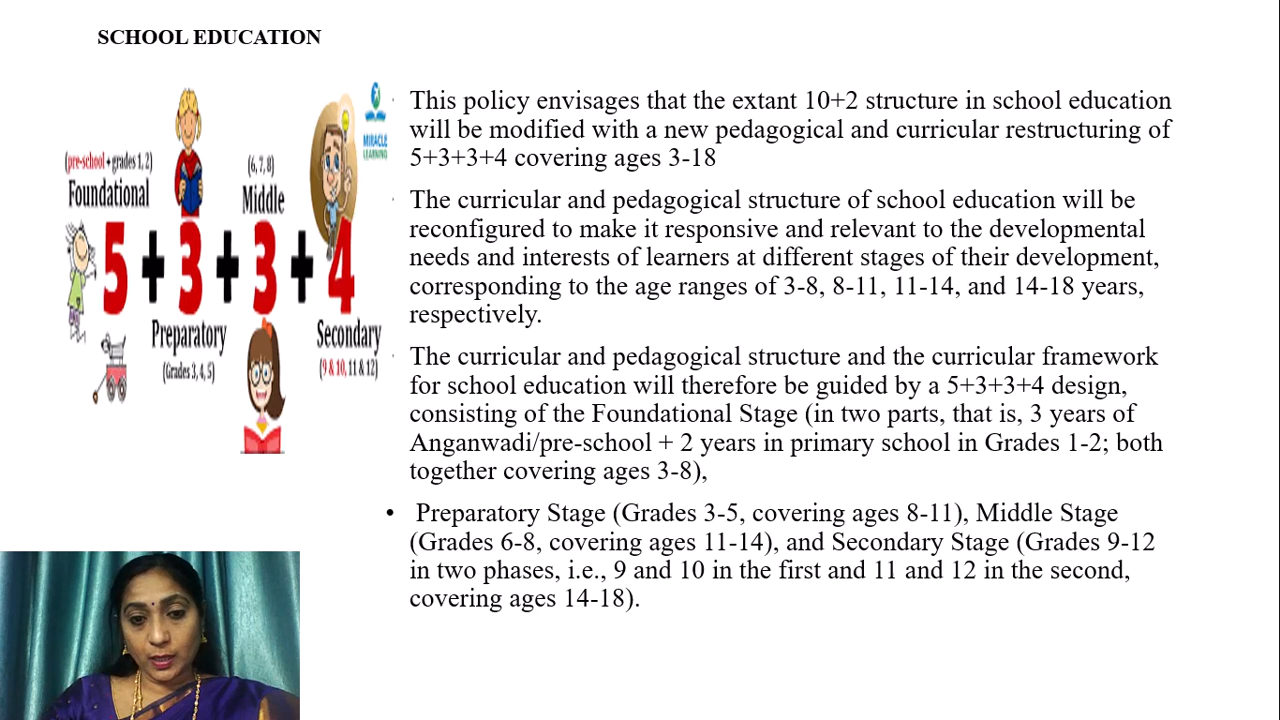 SCHOOL EDUCATION
(pre-school + grades 1, 2)
Foundational
(6, 7, 8)
Middle
MIRACLE
LEARNING
5 + 3 + 3 + 4
Preparatory
(Grades 3, 4, 5)
Secondary
(9 & 10, 11 & 12)
This policy envisages that the extant 10+2 structure in school education
will be modified with a new pedagogical and curricular restructuring of
5+3+3+4 covering ages 3-18
The curricular and pedagogical structure of school education will be
reconfigured to make it responsive and relevant to the developmental
needs and interests of learners at different stages of their development,
corresponding to the age ranges of 3-8, 8-11, 11-14, and 14-18 years,
respectively.
The curricular and pedagogical structure and the curricular framework
for school education will therefore be guided by a 5+3+3+4 design,
consisting of the Foundational Stage (in two parts, that is, 3 years of
Anganwadi/pre-school + 2 years in primary school in Grades 1-2; both
together covering ages 3-8),
• Preparatory Stage (Grades 3-5, covering ages 8-11), Middle Stage
(Grades 6-8, covering ages 11-14), and Secondary Stage (Grades 9-12
in two phases, i.e., 9 and 10 in the first and 11 and 12 in the second,
covering ages 14-18).